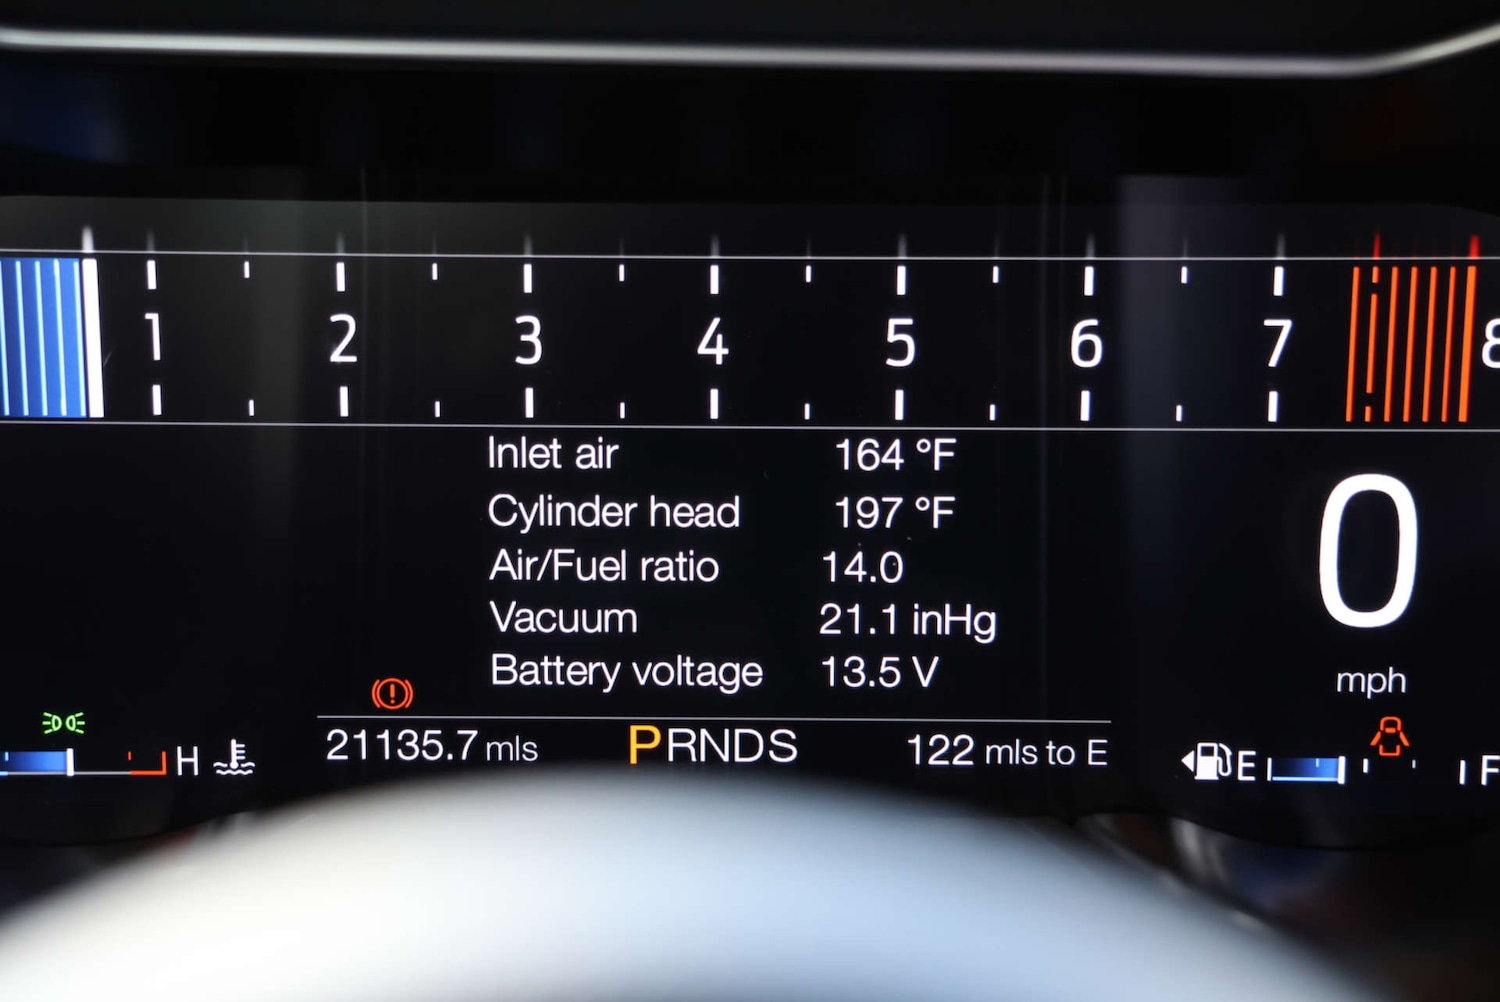 1 2 3 4 5 6 7 8
Inlet air 164 °F
Cylinder head 197 °F
Air/Fuel ratio 14.0
Vacuum 21.1 inHg
Battery voltage 13.5 V
0
mph
21135.7 mls PRNDS 122 mls to E
H E F